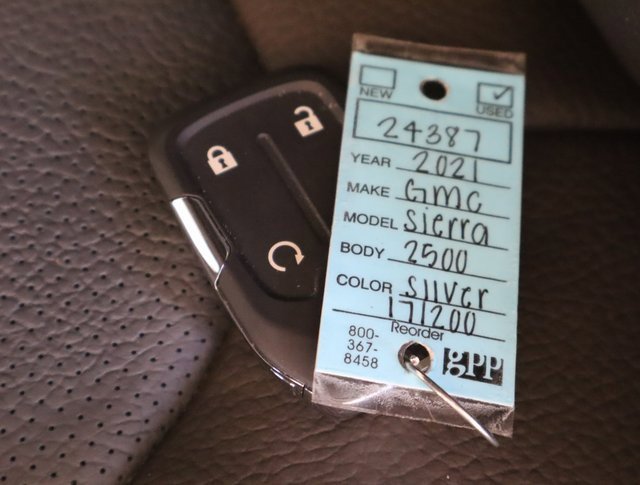 NEW USED
24387
YEAR 2021
MAKE GMC
MODEL Sierra
BODY 2500
COLOR Silver
171200
Reorder
800-
367-
8458
gpp